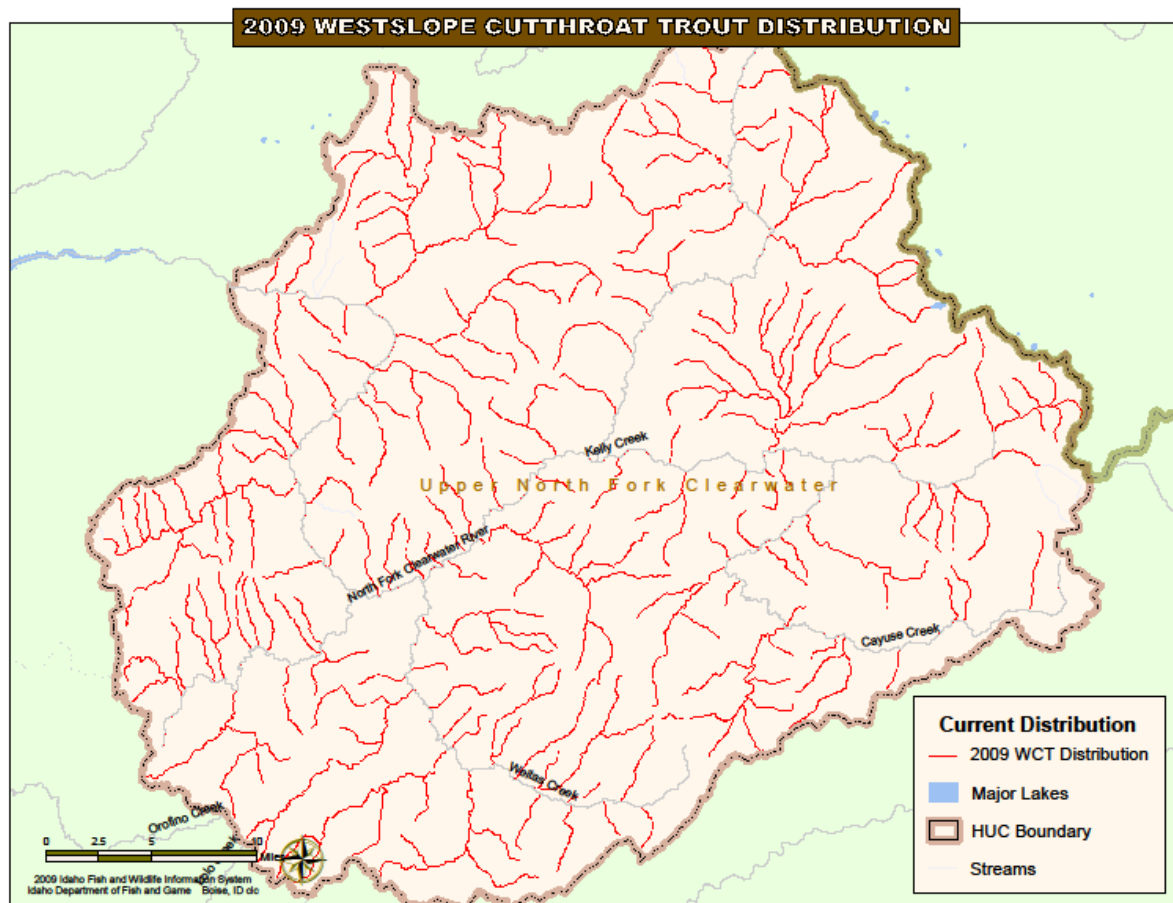 2009 WESTSLOPE CUTTHROAT TROUT DISTRIBUTION
Kelly Creek
Upper North Fork Clearwater
North Fork Clearwater River
Cayuse Creek
Weitas Creek
Orofino Creek
Creek
0 2.5 5 10
Miles
2009 Idaho Fish and Wildlife Information System
Idaho Department of Fish and Game Boise, ID clc
Current Distribution
2009 WCT Distribution
Major Lakes
HUC Boundary
Streams